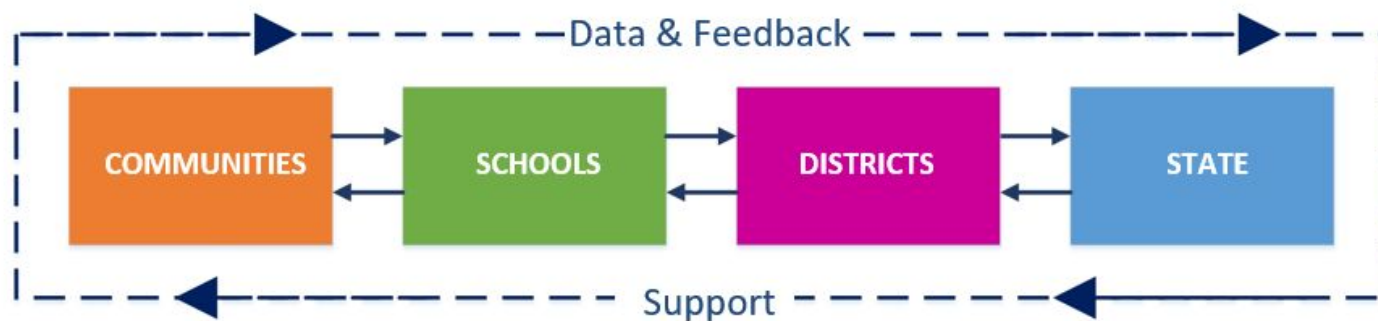 Data & Feedback
COMMUNITIES
SCHOOLS
DISTRICTS
STATE
Support